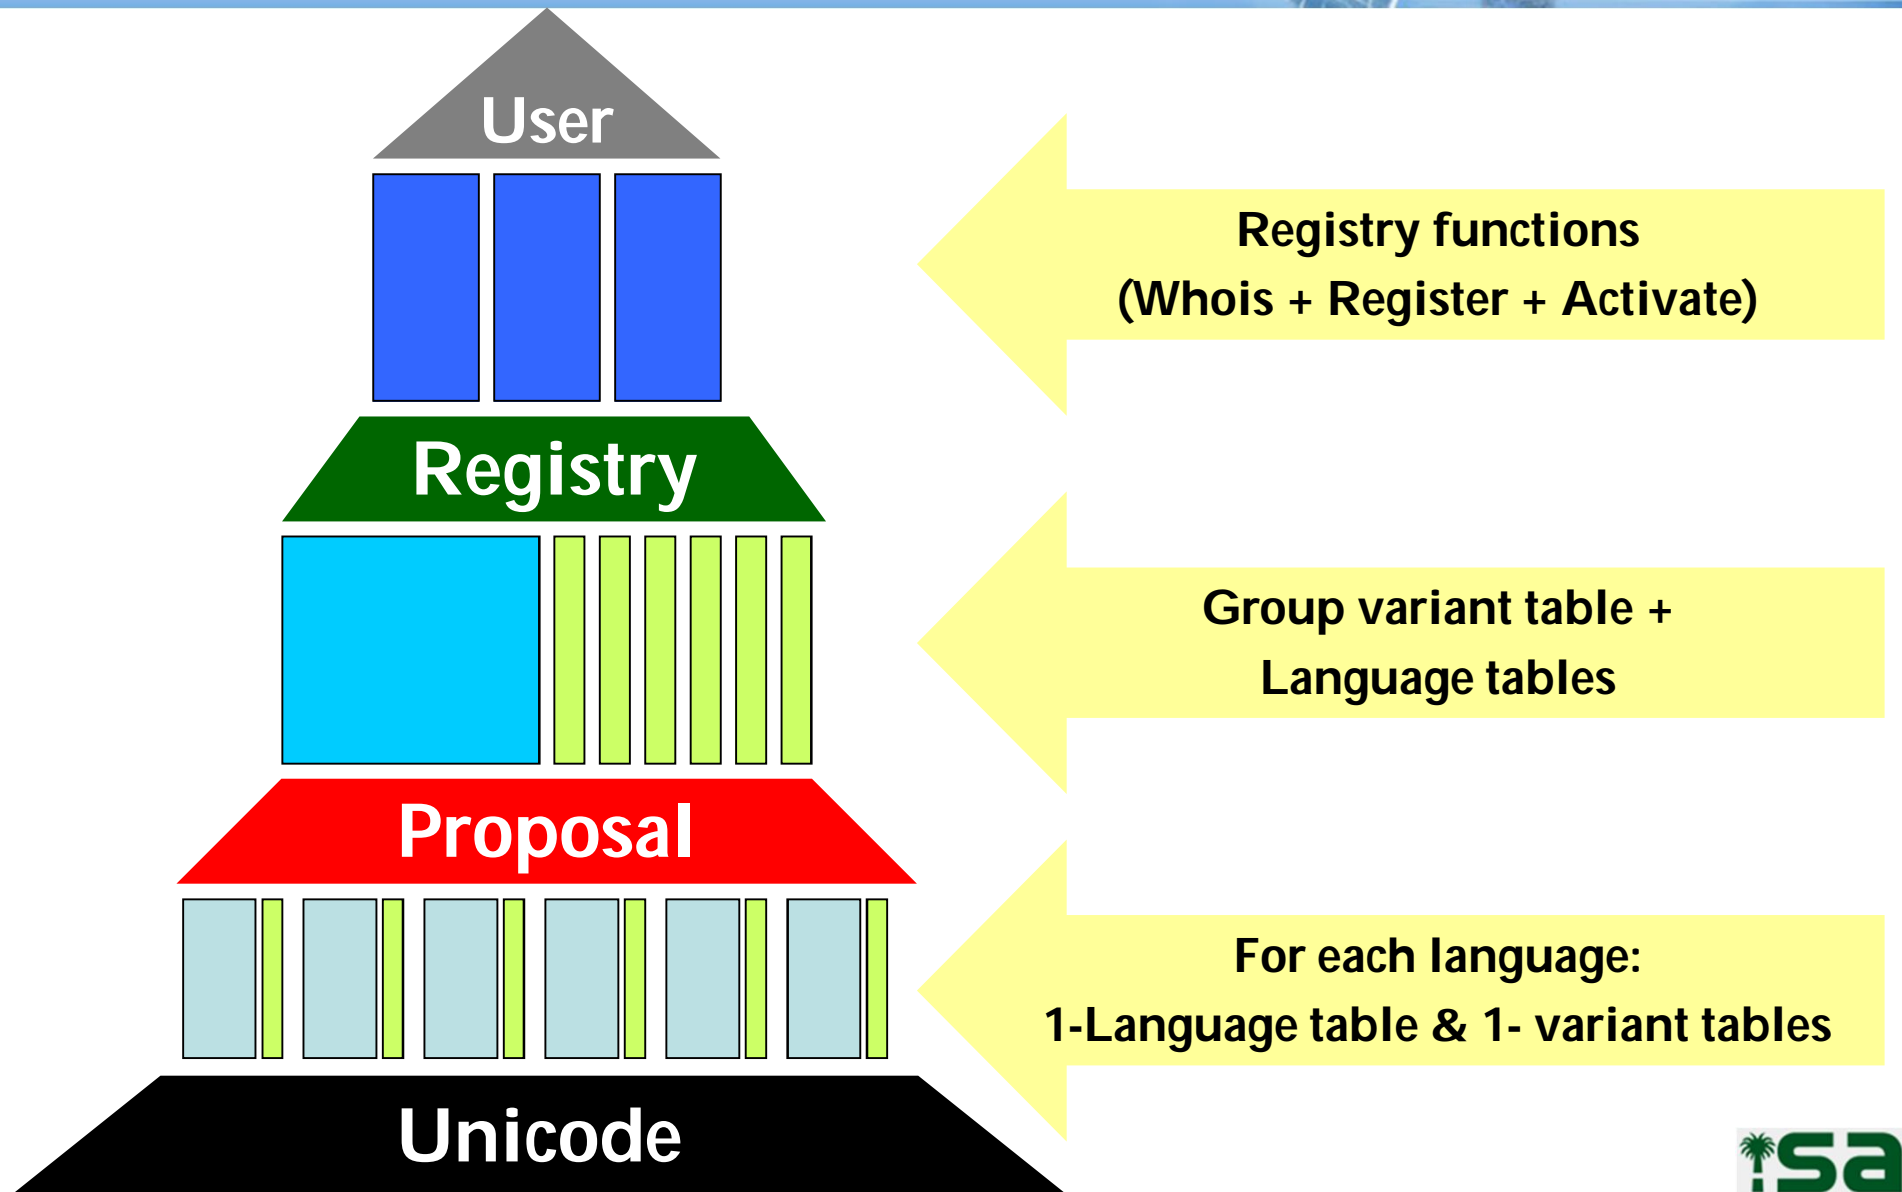 User
Registry functions
(Whois + Register + Activate)
Registry
Group variant table +
Language tables
Proposal
For each language:
1-Language table & 1- variant tables
Unicode
sa